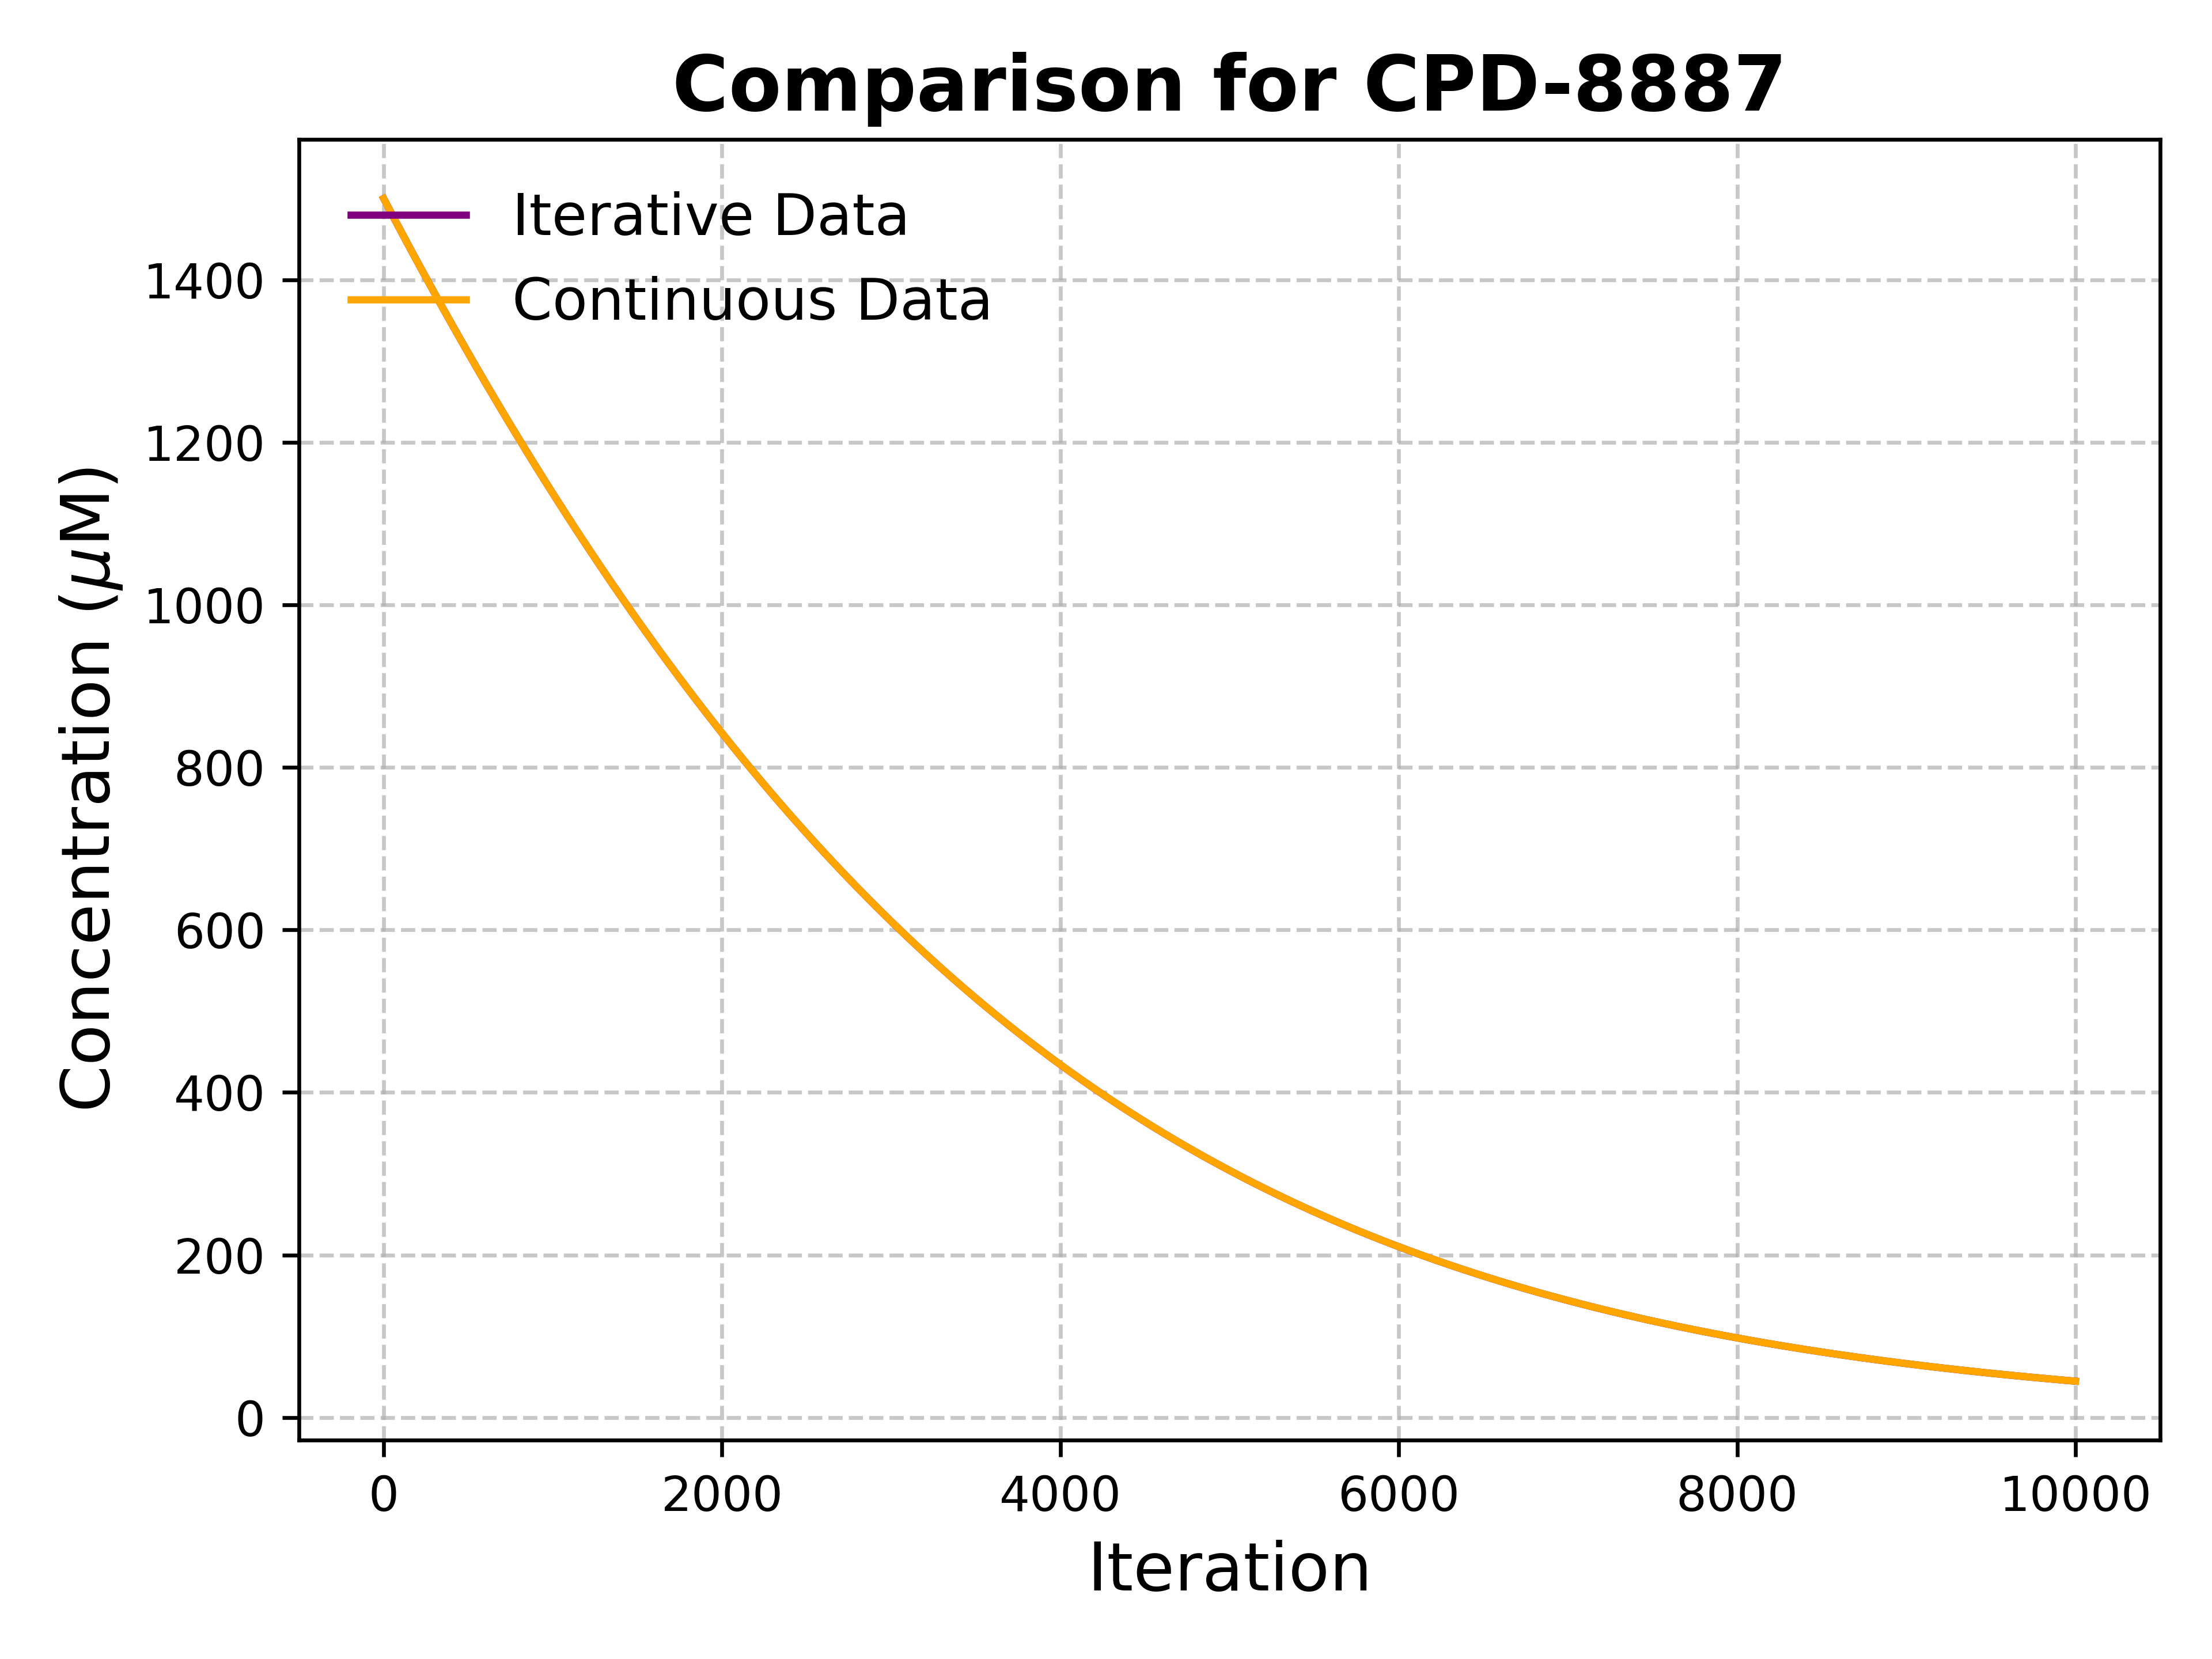 Comparison for CPD-8887
Iterative Data
Continuous Data
1400
1200
1000
800
600
400
200
0
Concentration (μM)
0 2000 4000 6000 8000 10000
Iteration